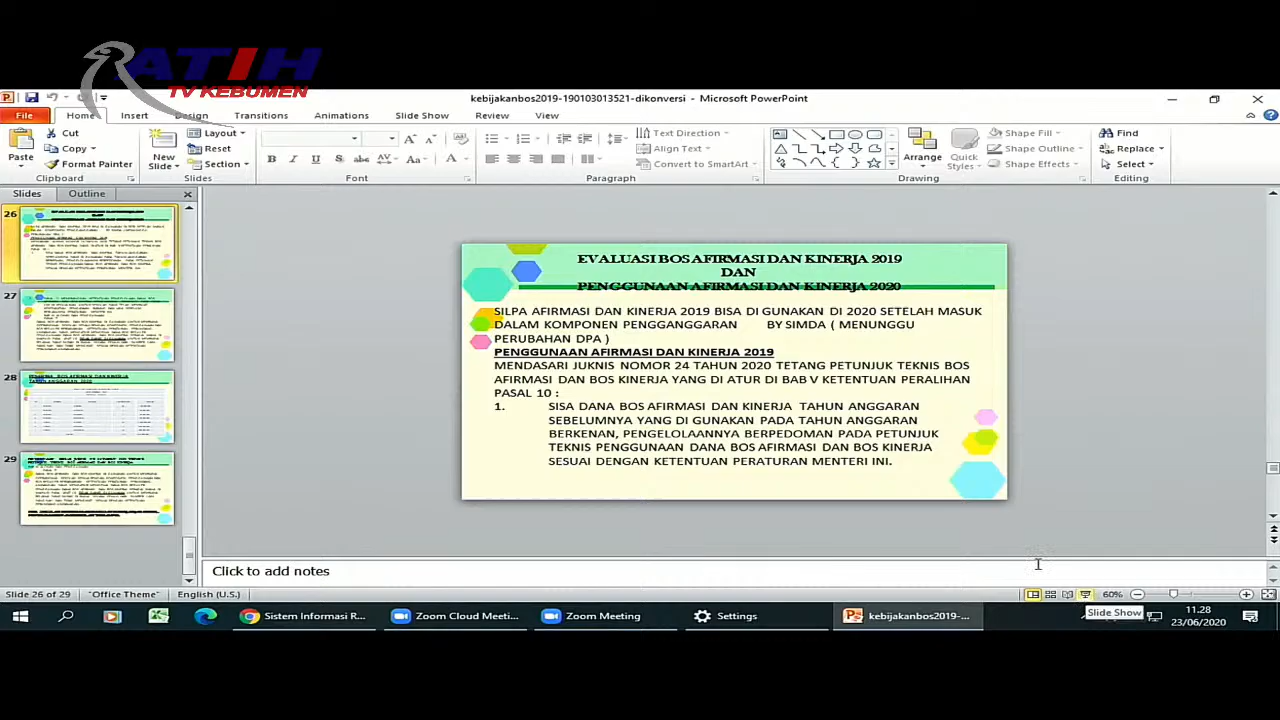 RATIH
TV KEBUMEN
kebijakanbos2019-190103013521-dikonversi - Microsoft PowerPoint
File
Home
Insert
Design
Transitions
Animations
Slide Show
Review
View
Paste
Cut
Copy
Format Painter
Clipboard
New
Slide
Layout
Reset
Section
Slides
Font
Text Direction
Align Text
Convert to SmartArt
Paragraph
Arrange
Quick
Styles
Shape Fill
Shape Outline
Shape Effects
Drawing
Find
Replace
Select
Editing
Slides
Outline
26
27
28
29
EVALUASI BOS AFIRMASI DAN KINERJA 2019
DAN
PENGGUNAAN AFIRMASI DAN KINERJA 2020
SILPA AFIRMASI DAN KINERJA 2019 BISA DI GUNAKAN DI 2020 SETELAH MASUK
DALAM KOMPONEN PENGGANGGARAN BY SIMDA ( MENUNGGU
PERUBAHAN DPA )
PENGGUNAAN AFIRMASI DAN KINERJA 2019
MENDASARI JUKNIS NOMOR 24 TAHUN 2020 TETANG PETUNJUK TEKNIS BOS
AFIRMASI DAN BOS KINERJA YANG DI ATUR DI BAB V KETENTUAN PERALIHAN
PASAL 10 :
1. SISA DANA BOS AFIRMASI DAN KINERJA TAHUN ANGGARAN
SEBELUMNYA YANG DI GUNAKAN PADA TAHUN ANGGARAN
BERKENAN, PENGELOLAANNYA BERPEDOMAN PADA PETUNJUK
TEKNIS PENGGUNAAN DANA BOS AFIRMASI DAN BOS KINERJA
SESUAI DENGAN KETENTUAN PERATURAN MENTERI INI.
Click to add notes
Slide 26 of 29
"Office Theme"
English (U.S.)
60%
Slide Show
Sistem Informasi R...
Zoom Cloud Meeti...
Zoom Meeting
Settings
kebijakanbos2019-...
11.28
23/06/2020